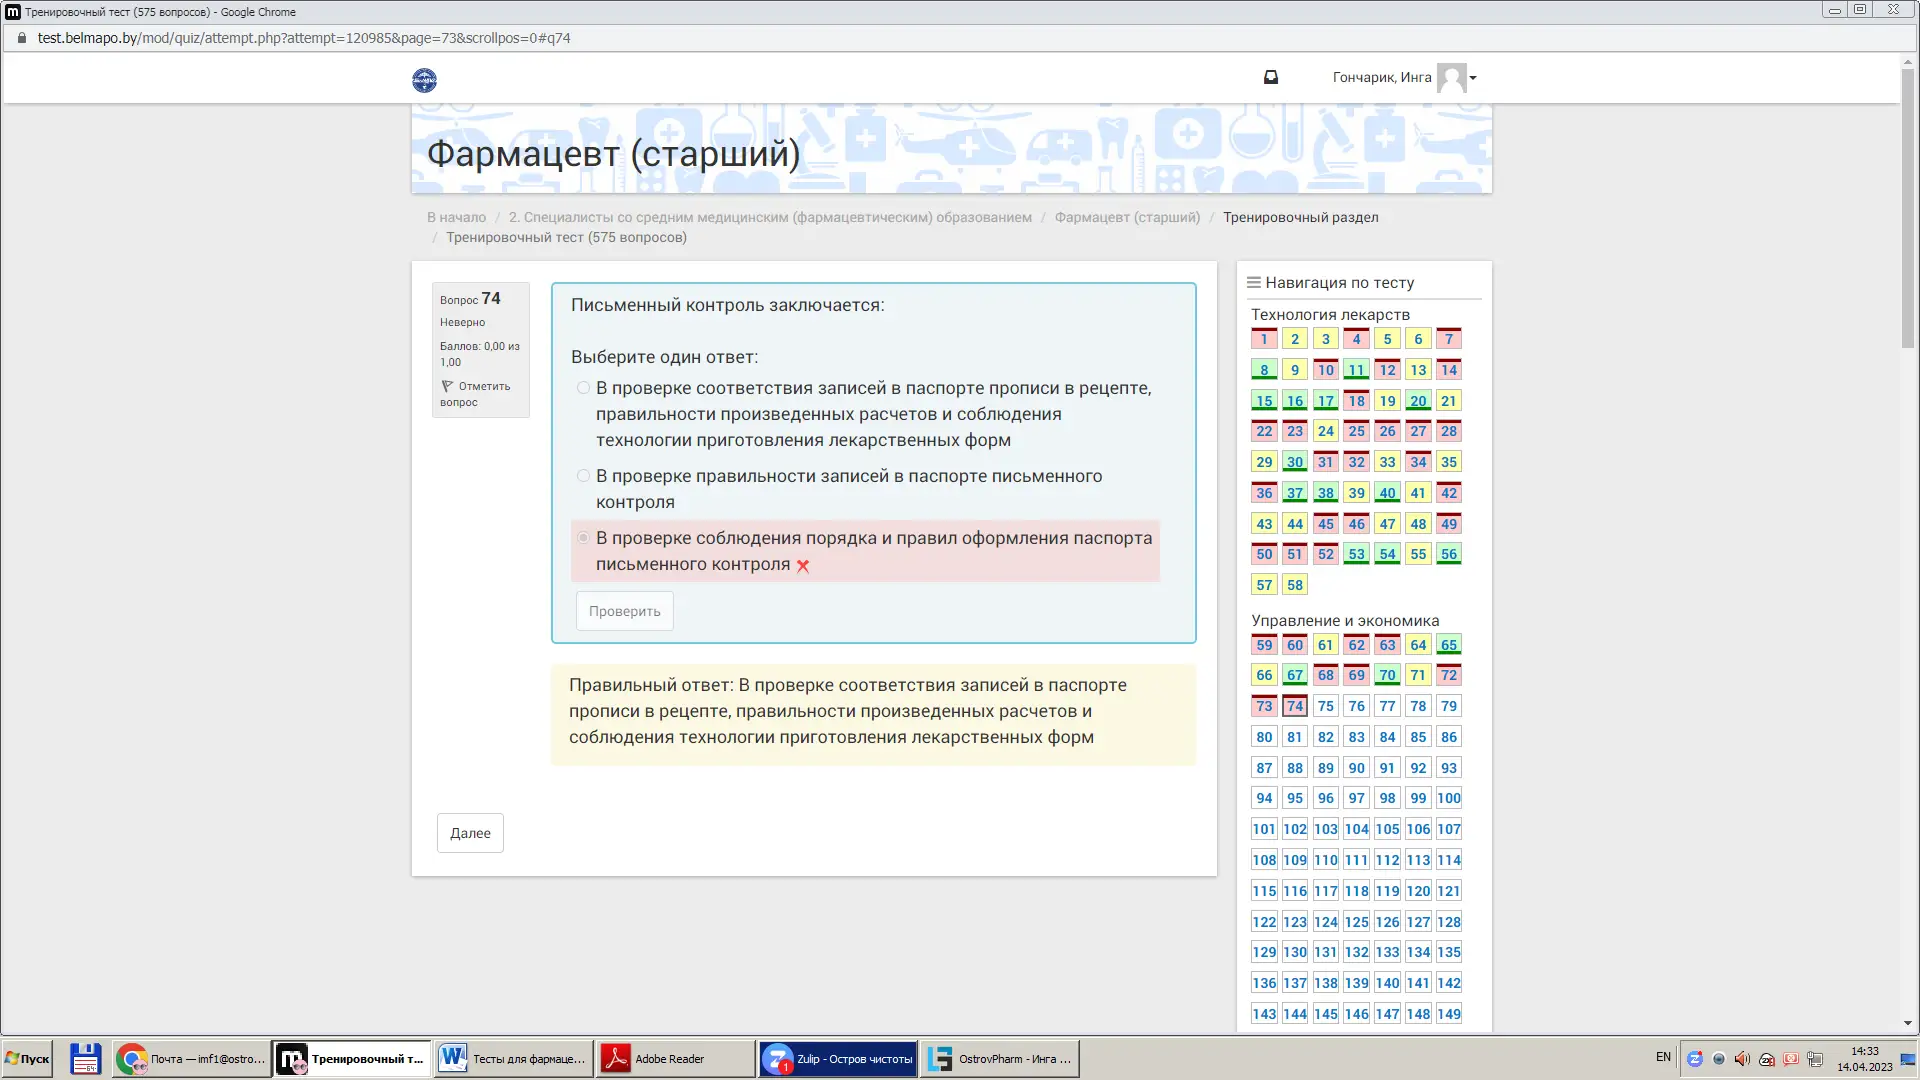 Тренировочный тест (575 вопросов) - Google Chrome
test.belmapo.by/mod/quiz/attempt.php?attempt=120985&page=73&scrollpos=0#q74
Гончарик, Инга
Фармацевт (старший)
В начало / 2. Специалисты со средним медицинским (фармацевтическим) образованием / Фармацевт (старший) / Тренировочный раздел
/ Тренировочный тест (575 вопросов)
Вопрос 74
Неверно
Баллов: 0,00 из
1,00
Отметить
вопрос
Письменный контроль заключается:
Выберите один ответ:
В проверке соответствия записей в паспорте прописи в рецепте,
правильности произведенных расчетов и соблюдения
технологии приготовления лекарственных форм
В проверке правильности записей в паспорте письменного
контроля
В проверке соблюдения порядка и правил оформления паспорта
письменного контроля
Проверить
Правильный ответ: В проверке соответствия записей в паспорте
прописи в рецепте, правильности произведенных расчетов и
соблюдения технологии приготовления лекарственных форм
Далее
Навигация по тесту
Технология лекарств
1 2 3 4 5 6 7
8 9 10 11 12 13 14
15 16 17 18 19 20 21
22 23 24 25 26 27 28
29 30 31 32 33 34 35
36 37 38 39 40 41 42
43 44 45 46 47 48 49
50 51 52 53 54 55 56
57 58
Управление и экономика
59 60 61 62 63 64 65
66 67 68 69 70 71 72
73 74 75 76 77 78 79
80 81 82 83 84 85 86
87 88 89 90 91 92 93
94 95 96 97 98 99 100
101 102 103 104 105 106 107
108 109 110 111 112 113 114
115 116 117 118 119 120 121
122 123 124 125 126 127 128
129 130 131 132 133 134 135
136 137 138 139 140 141 142
143 144 145 146 147 148 149
Пуск
Почта — imf1@ostro...
Тренировочный т...
Тесты для фармаце...
Adobe Reader
Zulip - Остров чистоты
OstrovPharm - Инга ...
EN
14:33
14.04.2023